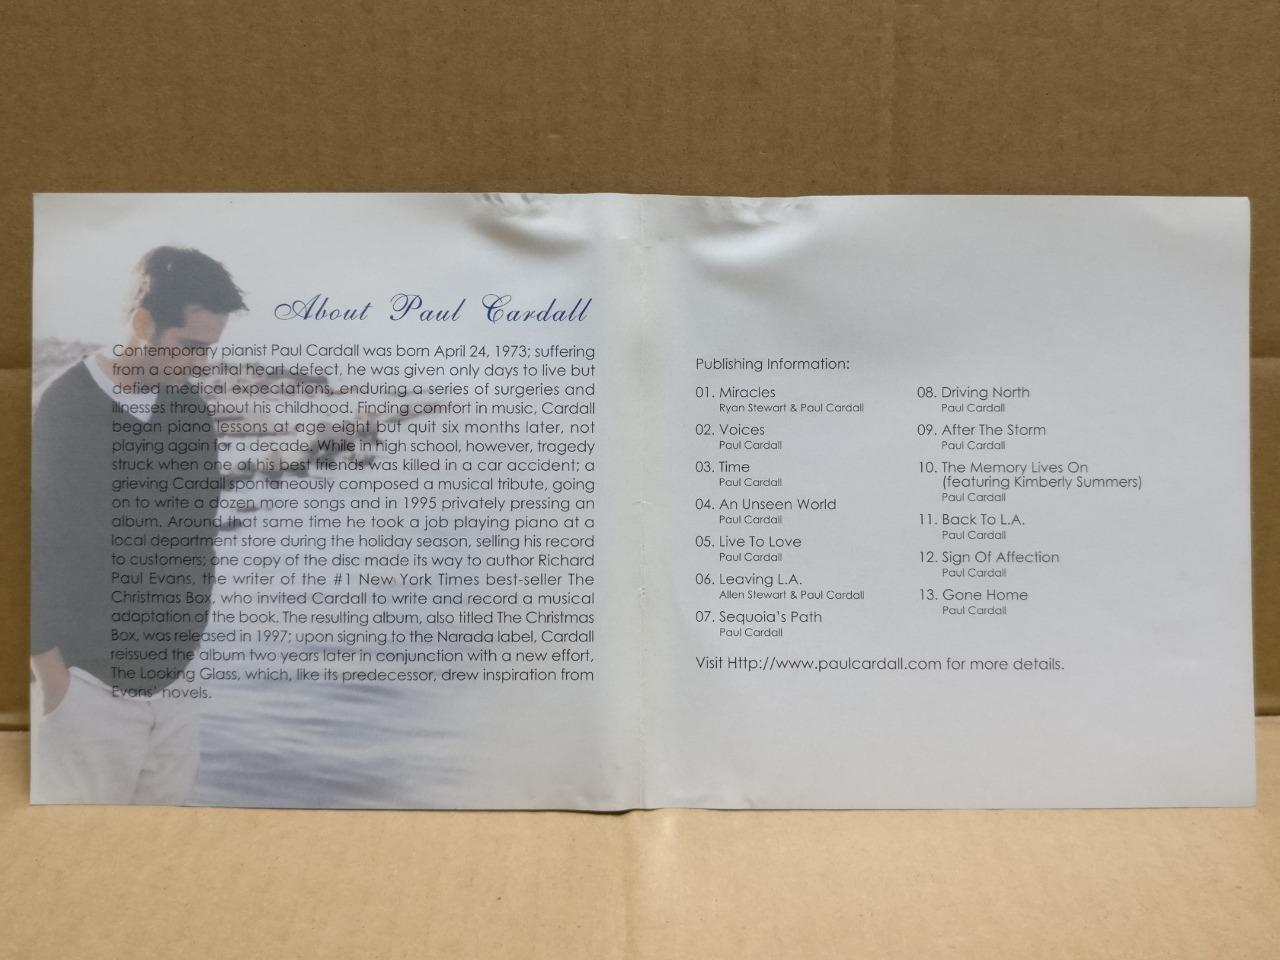 About Paul Cardall
Contemporary pianist Paul Cardall was born April 24, 1973; suffering
from a congenital heart defect, he was given only days to live but
defied medical expectations, enduring a series of surgeries and
illnesses throughout his childhood. Finding comfort in music, Cardall
began piano lessons at age eight but quit six months later, not
playing again for a decade. While in high school, however, tragedy
struck when one of his best friends was killed in a car accident; a
grieving Cardall spontaneously composed a musical tribute, going
on to write a dozen more songs and in 1995 privately pressing an
album. Around that same time he took a job playing piano at a
local department store during the holiday season, selling his record
to customers; one copy of the disc made its way to author Richard
Paul Evans, the writer of the #1 New York Times best-seller The
Christmas Box, who invited Cardall to write and record a musical
adaptation of the book. The resulting album, also titled The Christmas
Box, was released in 1997; upon signing to the Narada label, Cardall
reissued the album two years later in conjunction with a new effort,
The Looking Glass, which, like its predecessor, drew inspiration from
Evans' novels.
Publishing Information:
01. Miracles
Ryan Stewart & Paul Cardall
02. Voices
Paul Cardall
03. Time
Paul Cardall
04. An Unseen World
Paul Cardall
05. Live To Love
Paul Cardall
06. Leaving L.A.
Allen Stewart & Paul Cardall
07. Sequoia's Path
Paul Cardall
08. Driving North
Paul Cardall
09. After The Storm
Paul Cardall
10. The Memory Lives On
(featuring Kimberly Summers)
Paul Cardall
11. Back To L.A.
Paul Cardall
12. Sign Of Affection
Paul Cardall
13. Gone Home
Paul Cardall
Visit Http://www.paulcardall.com for more details.